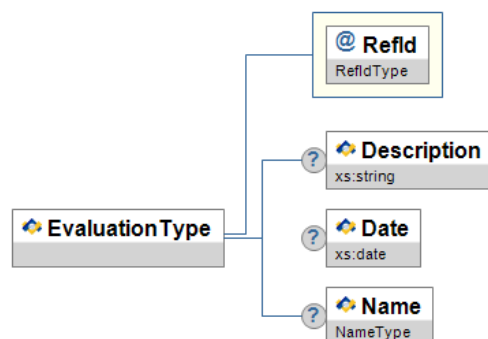 @ RefId
RefIdType
? Description
xs:string
EvaluationType
? Date
xs:date
? Name
NameType